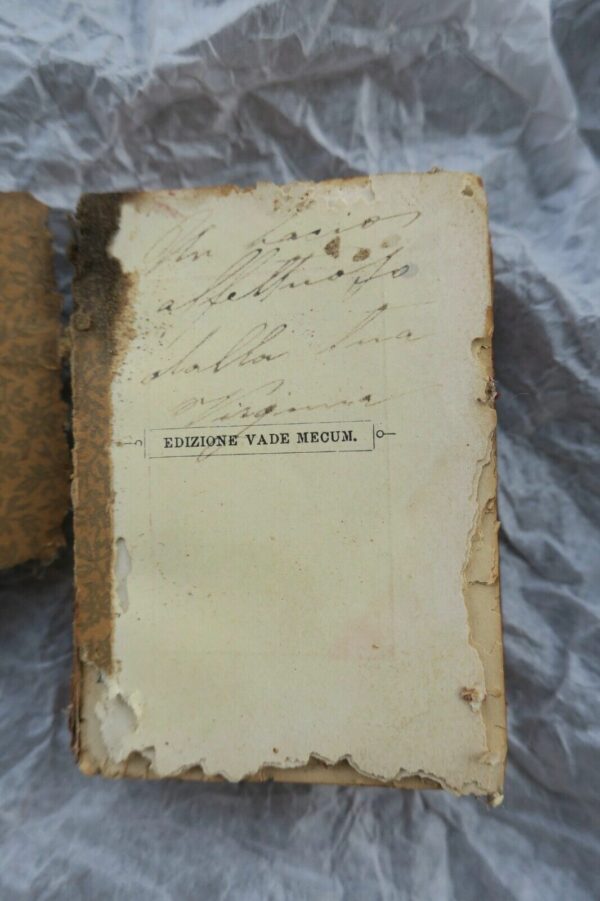 Un bacio
affettuoso
dalla tua
Virginia
EDIZIONE VADE MECUM.